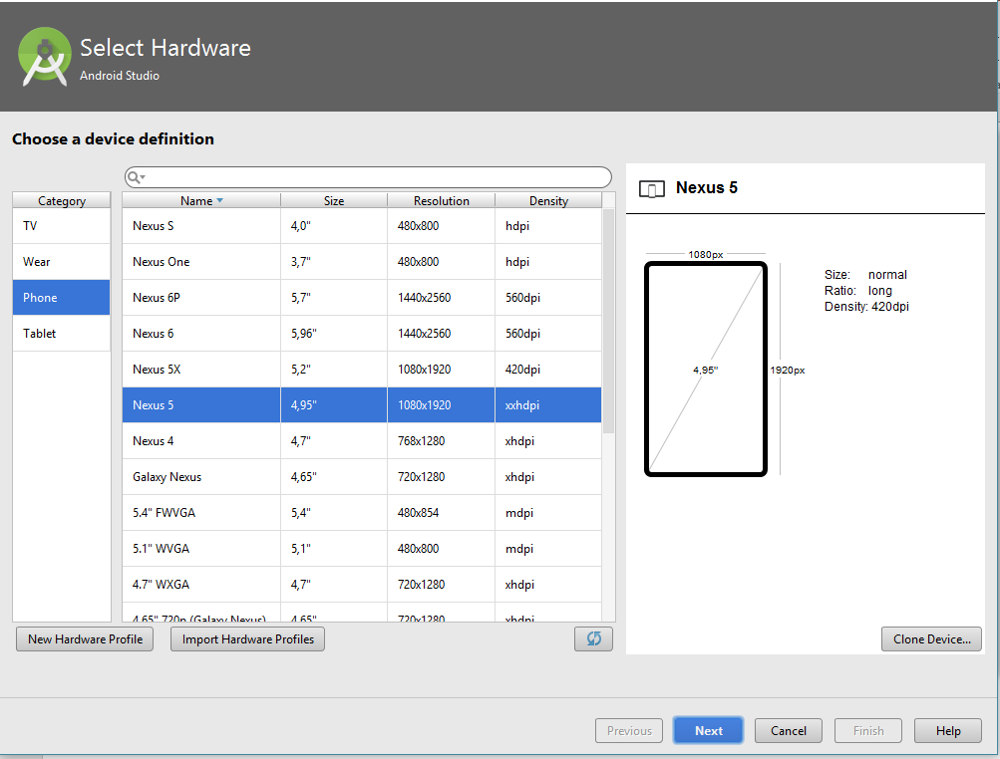 Select Hardware
Android Studio
Choose a device definition
Category
TV
Wear
Phone
Tablet
Name Size Resolution Density
Nexus S 4,0" 480x800 hdpi
Nexus One 3,7" 480x800 hdpi
Nexus 6P 5,7" 1440x2560 560dpi
Nexus 6 5,96" 1440x2560 560dpi
Nexus 5X 5,2" 1080x1920 420dpi
Nexus 5 4,95" 1080x1920 xxhdpi
Nexus 4 4,7" 768x1280 xhdpi
Galaxy Nexus 4,65" 720x1280 xhdpi
5.4" FWVGA 5,4" 480x854 mdpi
5.1" WVGA 5,1" 480x800 mdpi
4.7" WXGA 4,7" 720x1280 xhdpi
4.65" 720p (Galaxy Nexus) 4,65" 720x1280 xhdpi
New Hardware Profile Import Hardware Profiles
Nexus 5
1080px
Size: normal
Ratio: long
Density: 420dpi
4,95" 1920px
Clone Device...
Previous Next Cancel Finish Help